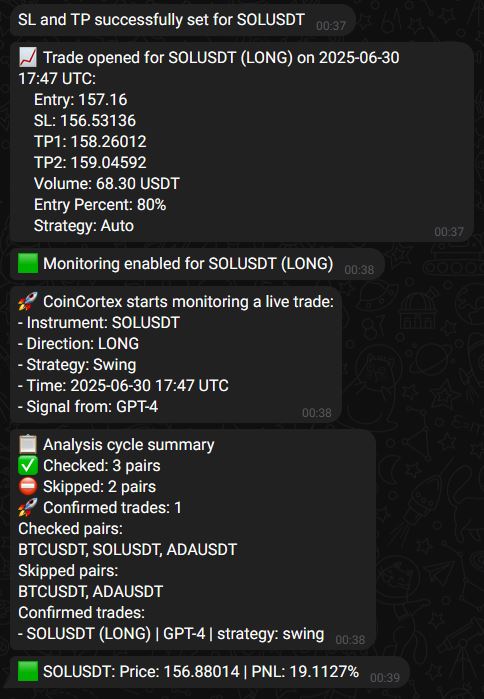 SL and TP successfully set for SOLUSDT 00:37
📈 Trade opened for SOLUSDT (LONG) on 2025-06-30
17:47 UTC:
Entry: 157.16
SL: 156.53136
TP1: 158.26012
TP2: 159.04592
Volume: 68.30 USDT
Entry Percent: 80%
Strategy: Auto
00:37
🟩 Monitoring enabled for SOLUSDT (LONG) 00:38
🚀 CoinCortex starts monitoring a live trade:
- Instrument: SOLUSDT
- Direction: LONG
- Strategy: Swing
- Time: 2025-06-30 17:47 UTC
- Signal from: GPT-4
00:38
📋 Analysis cycle summary
✅ Checked: 3 pairs
⛔ Skipped: 2 pairs
🚀 Confirmed trades: 1
Checked pairs:
BTCUSDT, SOLUSDT, ADAUSDT
Skipped pairs:
BTCUSDT, ADAUSDT
Confirmed trades:
- SOLUSDT (LONG) | GPT-4 | strategy: swing 00:38
🟩 SOLUSDT: Price: 156.88014 | PNL: 19.1127% 00:39